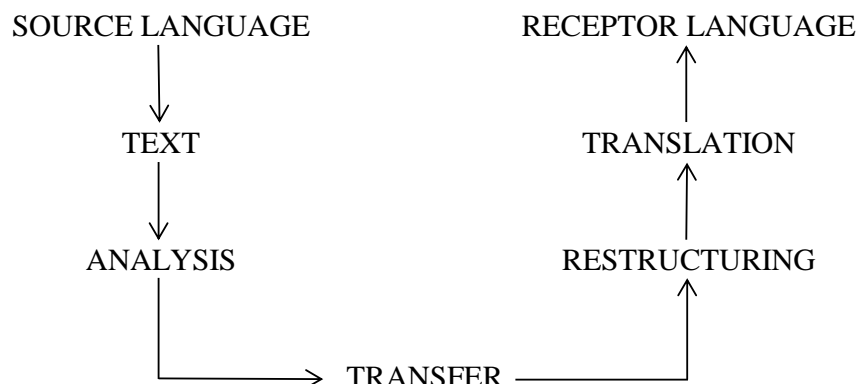 SOURCE LANGUAGE RECEPTOR LANGUAGE
TEXT TRANSLATION
ANALYSIS RESTRUCTURING
TRANSFER